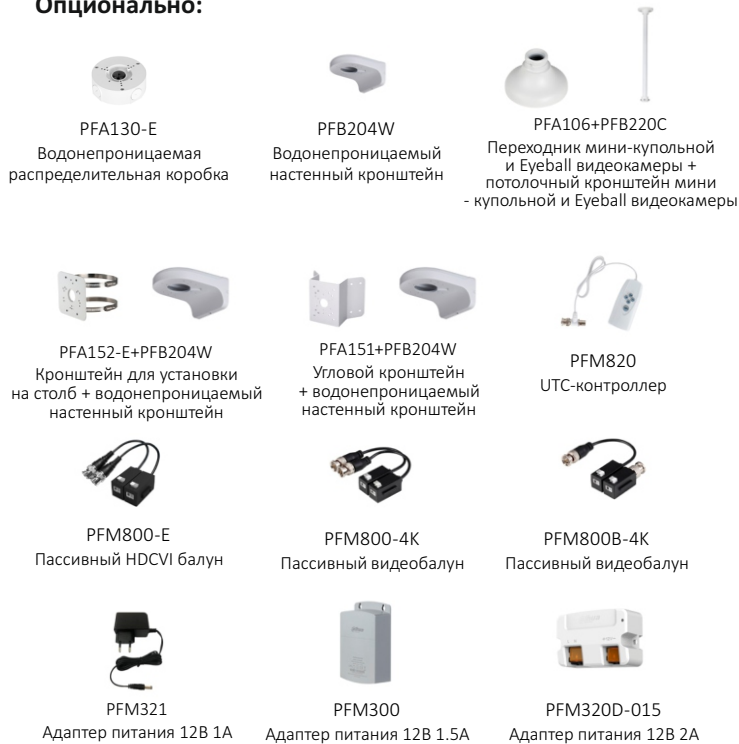 Опционально:
PFA130-E
Водонепроницаемая
распределительная коробка
PFB204W
Водонепроницаемый
настенный кронштейн
PFA106+PFB220C
Переходник мини-купольной
и Eyeball видеокамеры +
потолочный кронштейн мини
- купольной и Eyeball видеокамеры
PFA152-E+PFB204W
Кронштейн для установки
на столб + водонепроницаемый
настенный кронштейн
PFA151+PFB204W
Угловой кронштейн
+ водонепроницаемый
настенный кронштейн
PFM820
UTC-контроллер
PFM800-E
Пассивный HDCVI балун
PFM800-4K
Пассивный видеобалун
PFM800B-4K
Пассивный видеобалун
PFM321
Адаптер питания 12В 1А
PFM300
Адаптер питания 12В 1.5А
PFM320D-015
Адаптер питания 12В 2А